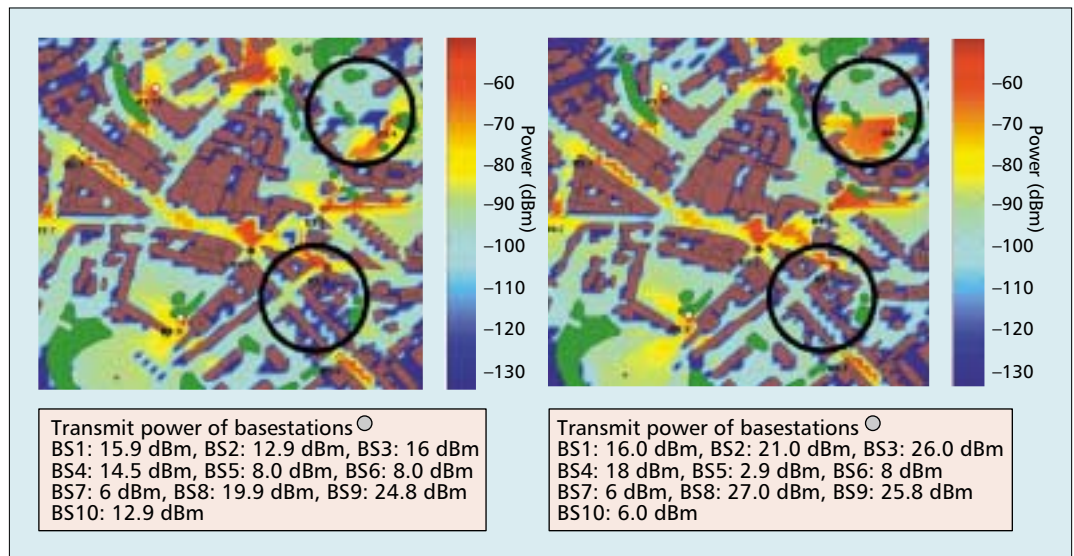 –60
–70
–80
–90
–100
–110
–120
–130
Power (dBm)
–60
–70
–80
–90
–100
–110
–120
–130
Power (dBm)
Transmit power of basestations
BS1: 15.9 dBm, BS2: 12.9 dBm, BS3: 16 dBm
BS4: 14.5 dBm, BS5: 8.0 dBm, BS6: 8.0 dBm
BS7: 6 dBm, BS8: 19.9 dBm, BS9: 24.8 dBm
BS10: 12.9 dBm
Transmit power of basestations
BS1: 16.0 dBm, BS2: 21.0 dBm, BS3: 26.0 dBm
BS4: 18 dBm, BS5: 2.9 dBm, BS6: 8 dBm
BS7: 6 dBm, BS8: 27.0 dBm, BS9: 25.8 dBm
BS10: 6.0 dBm